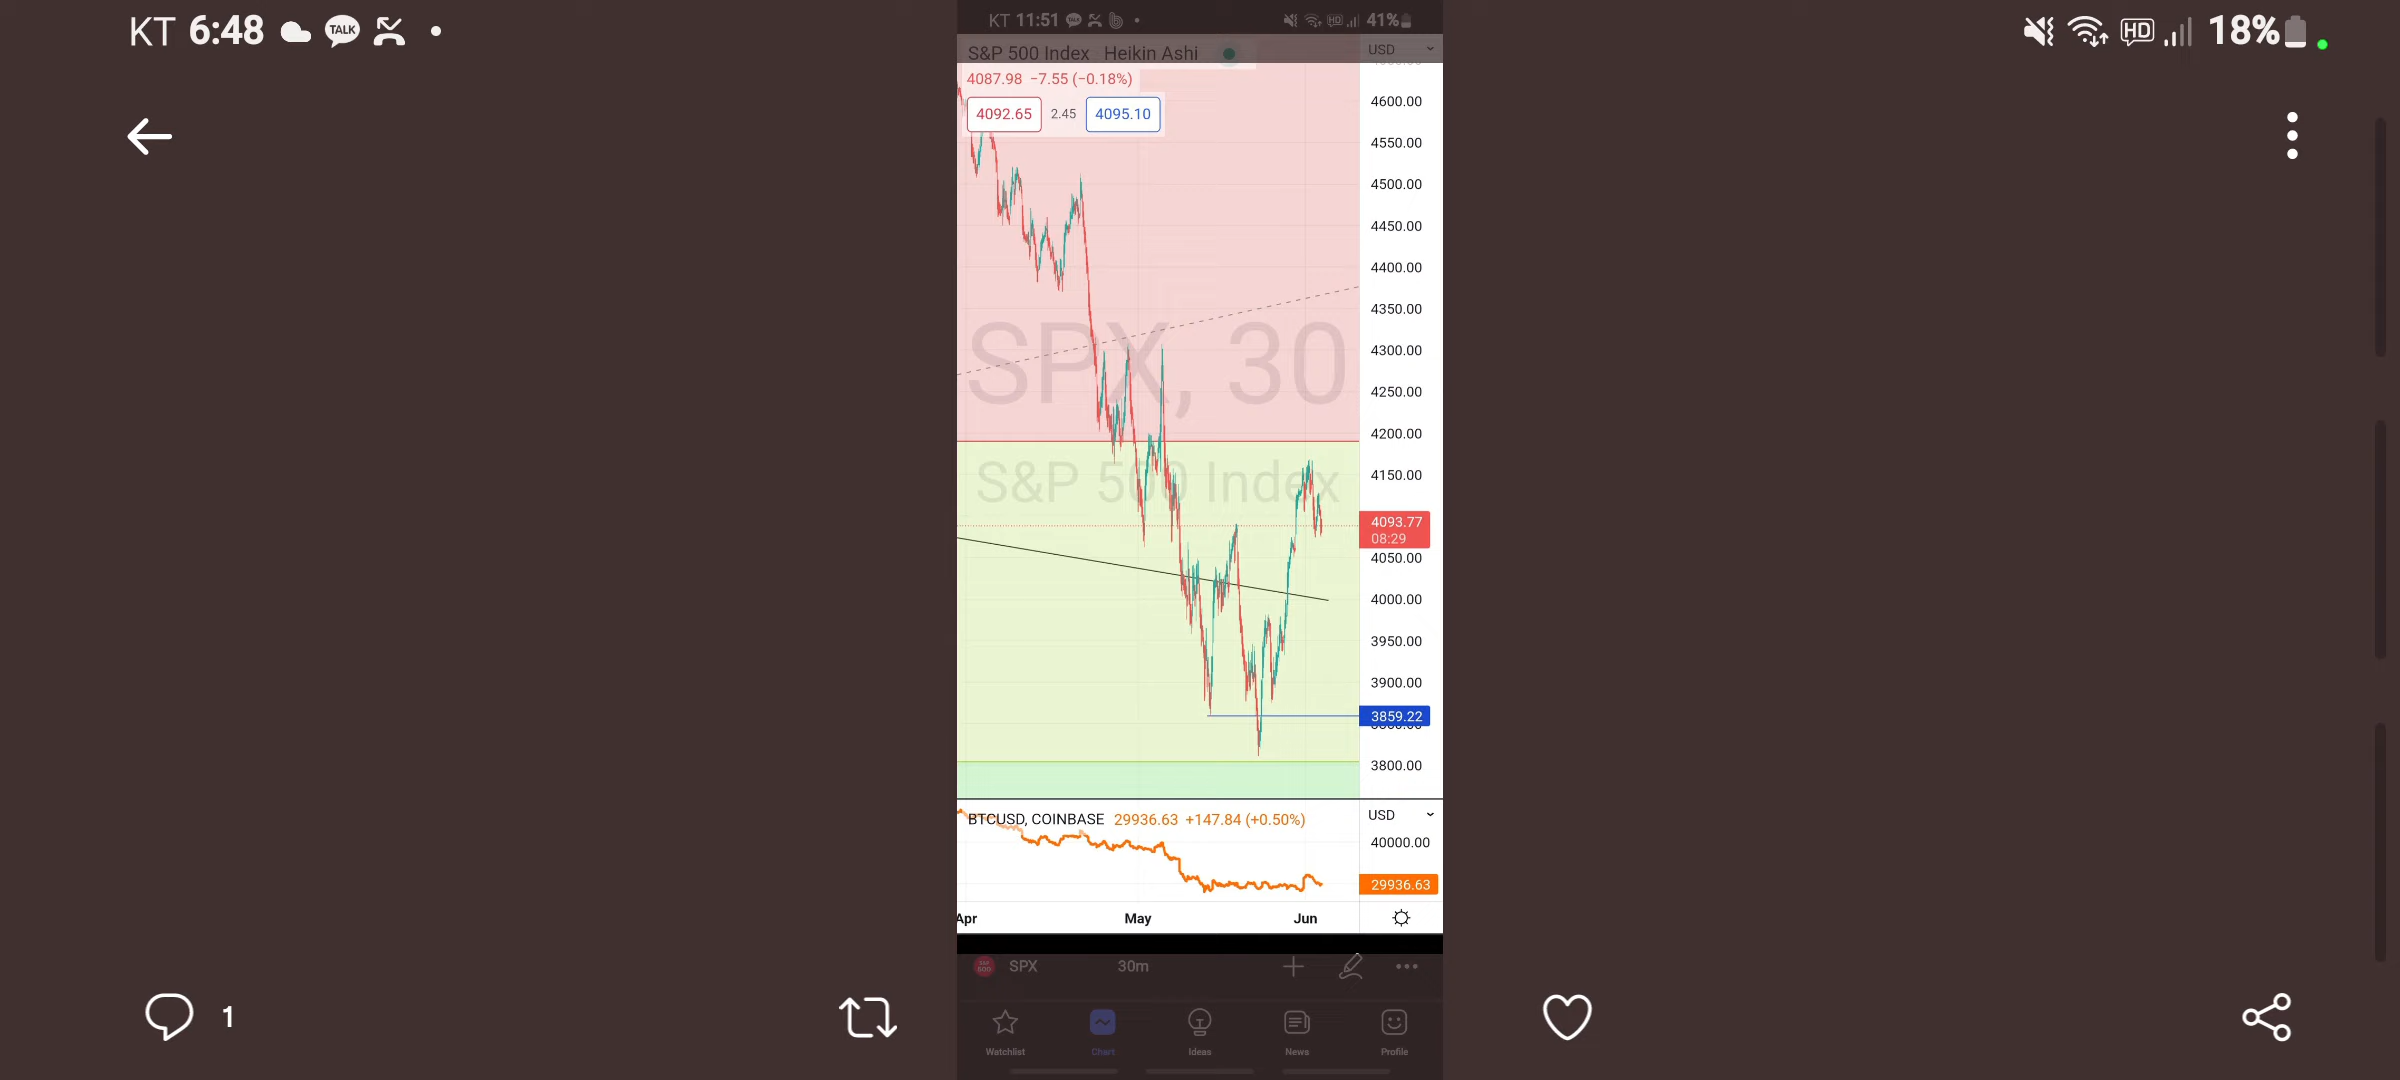 KT 6:48 TALK
HD 18%
KT 11:51
HD 41%
S&P 500 Index Heikin Ashi
USD
4087.98 −7.55 (−0.18%)
4092.65 2.45 4095.10
4600.00
4550.00
4500.00
4450.00
4400.00
4350.00
4300.00
4250.00
4200.00
4150.00
4093.77
08:29
4050.00
4000.00
3950.00
3900.00
3859.22
3800.00
SPX, 30
S&P 500 Index
BTCUSD, COINBASE 29936.63 +147.84 (+0.50%)
USD
40000.00
29936.63
Apr May Jun
SPX 30m
Watchlist Chart Ideas News Profile
1